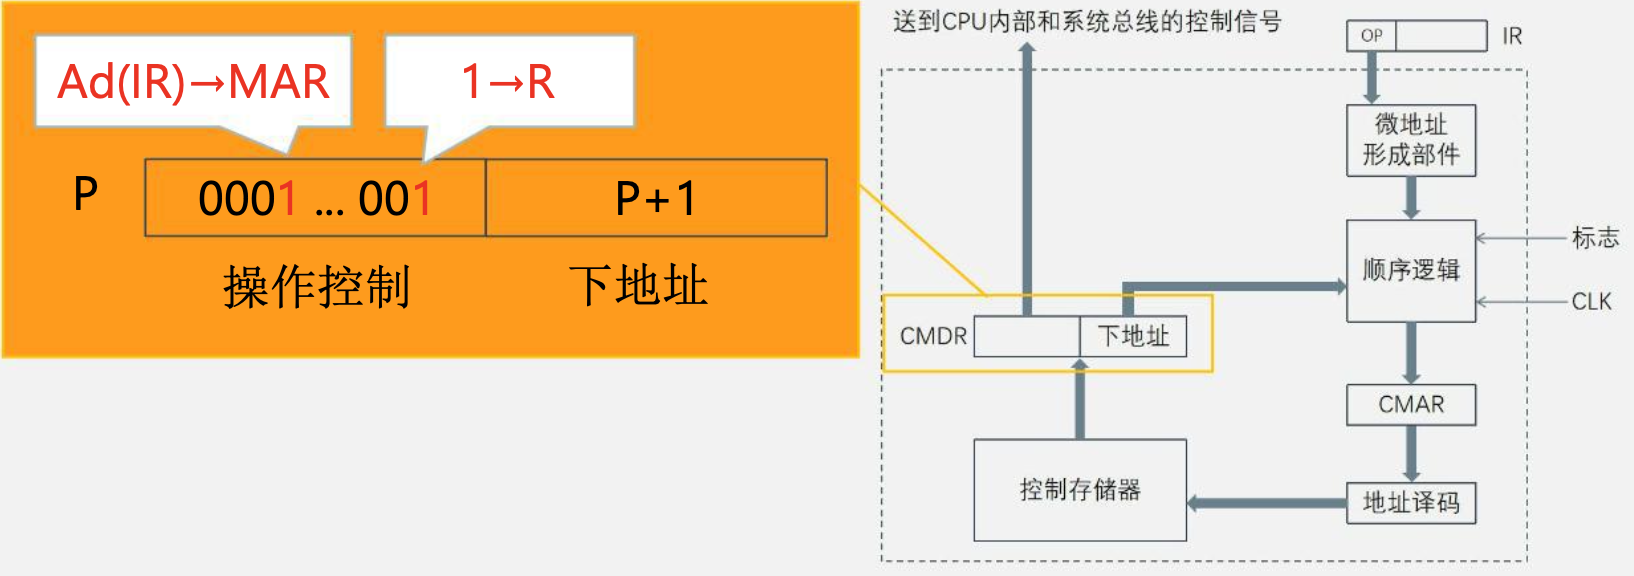 Ad(IR)→MAR
1→R
P
0001 ... 001
P+1
操作控制
下地址
送到CPU内部和系统总线的控制信号
OP
IR
微地址
形成部件
顺序逻辑
标志
CLK
CMDR
下地址
CMAR
控制存储器
地址译码